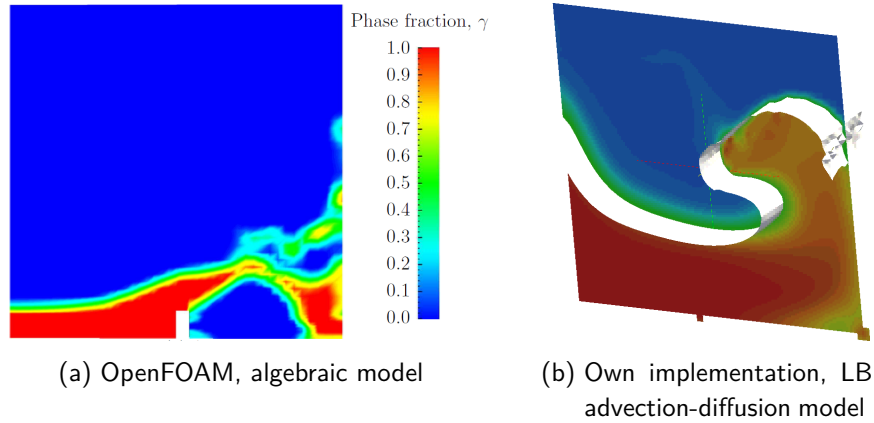 Phase fraction, γ
1.0
0.9
0.8
0.7
0.6
0.5
0.4
0.3
0.2
0.1
0.0
(a) OpenFOAM, algebraic model
(b) Own implementation, LB
advection-diffusion model